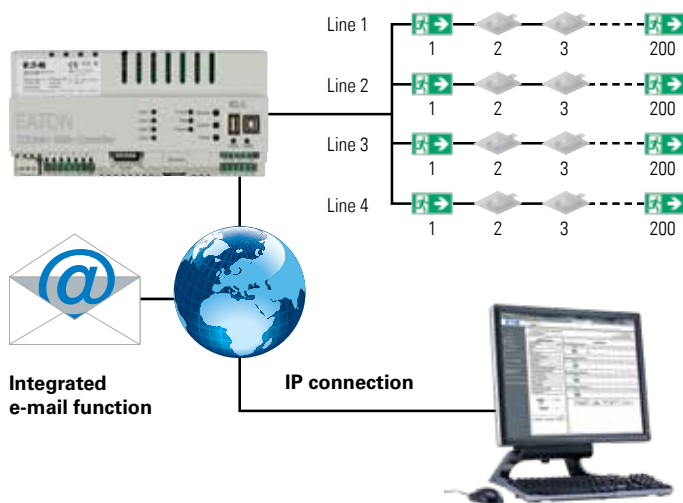 Line 1
1 2 3 200
Line 2
1 2 3 200
Line 3
1 2 3 200
Line 4
1 2 3 200
EATON
@
Integrated
e-mail function
IP connection